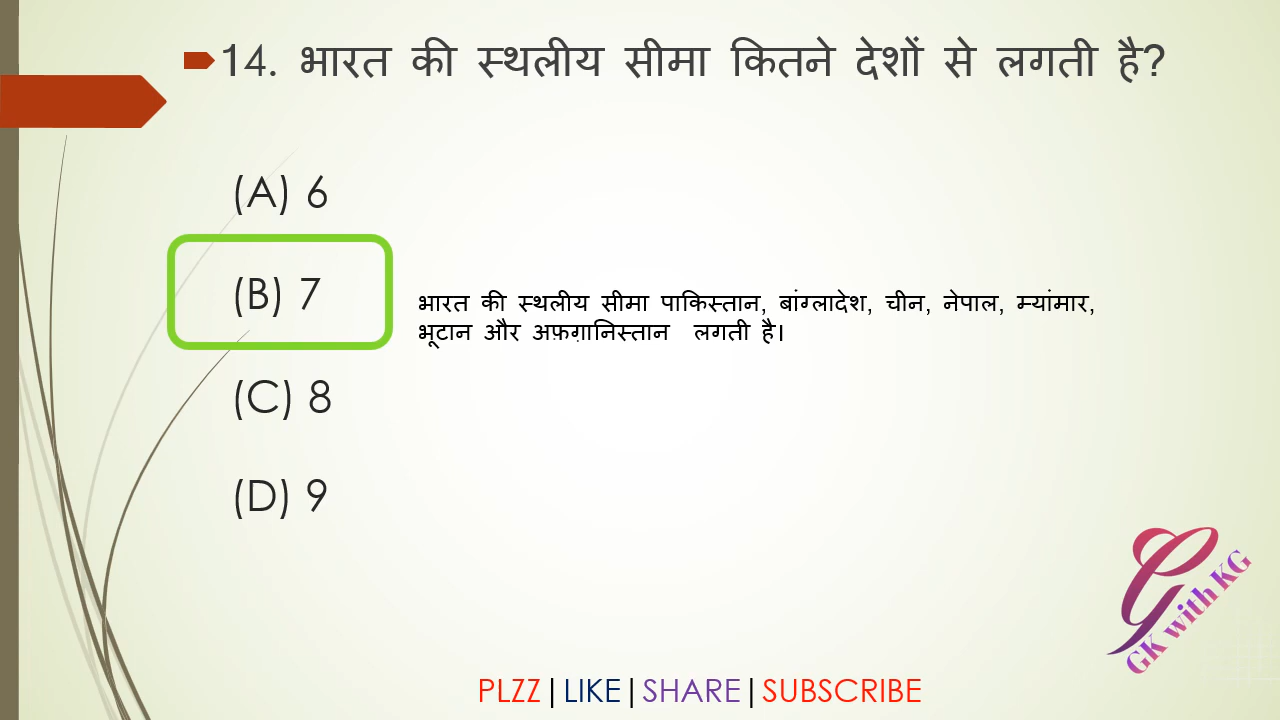 14. भारत की स्थलीय सीमा कितने देशों से लगती है?
(A) 6
(B) 7
भारत की स्थलीय सीमा पाकिस्तान, बांग्लादेश, चीन, नेपाल, म्यांमार,
भूटान और अफ़ग़ानिस्तान लगती है।
(C) 8
(D) 9
GK with KG
PLZZ|LIKE|SHARE|SUBSCRIBE